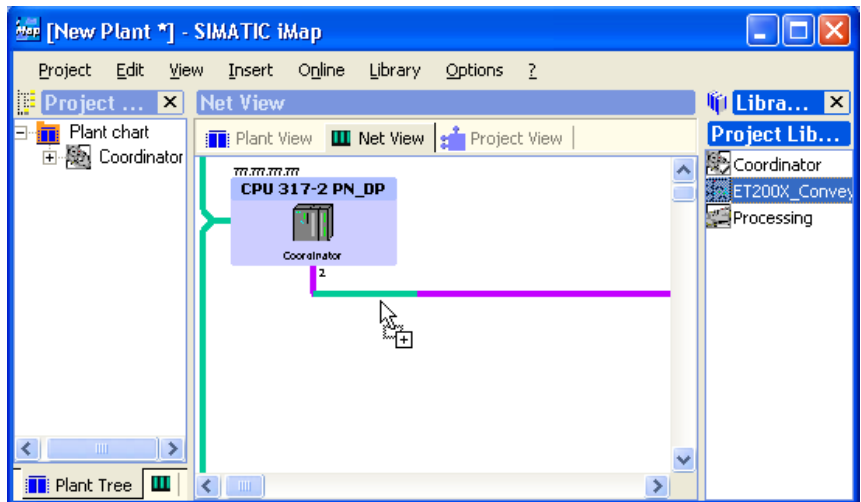 [New Plant *] - SIMATIC iMap
Project Edit View Insert Online Library Options ?
Project ...
Net View
Libra...
Plant chart
Coordinator
Plant View Net View Project View
Project Lib...
Coordinator
ET200X_Convey
Processing
m.m.m.m
CPU 317-2 PN_DP
Coordinator
2
Plant Tree